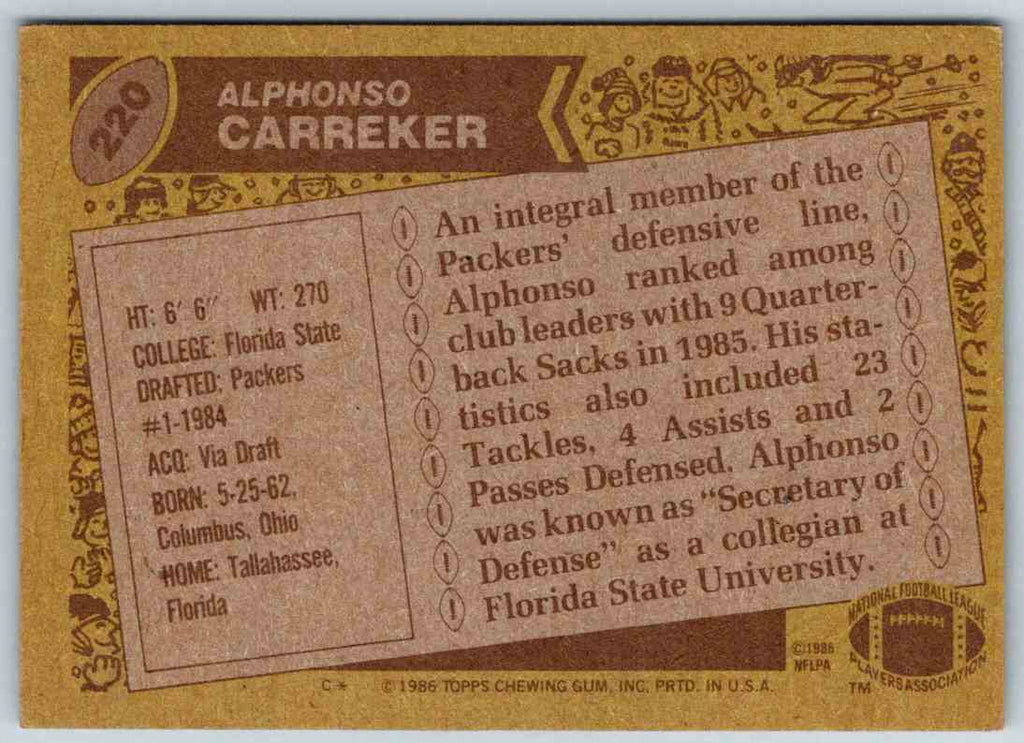 220
ALPHONSO
CARREKER
HT: 6' 6" WT: 270
COLLEGE: Florida State
DRAFTED: Packers
#1-1984
ACQ: Via Draft
BORN: 5-25-62,
Columbus, Ohio
HOME: Tallahassee,
Florida
An integral member of the
Packers' defensive line,
Alphonso ranked among
club leaders with 9 Quarter-
back Sacks in 1985. His sta-
tistics also included 23
Tackles, 4 Assists and 2
Passes Defensed. Alphonso
was known as "Secretary of
Defense" as a collegian at
Florida State University.
©1986
NFLPA
NATIONAL FOOTBALL LEAGUE
PLAYERS ASSOCIATION
TM
C* © 1986 TOPPS CHEWING GUM, INC. PRTD. IN U.S.A.